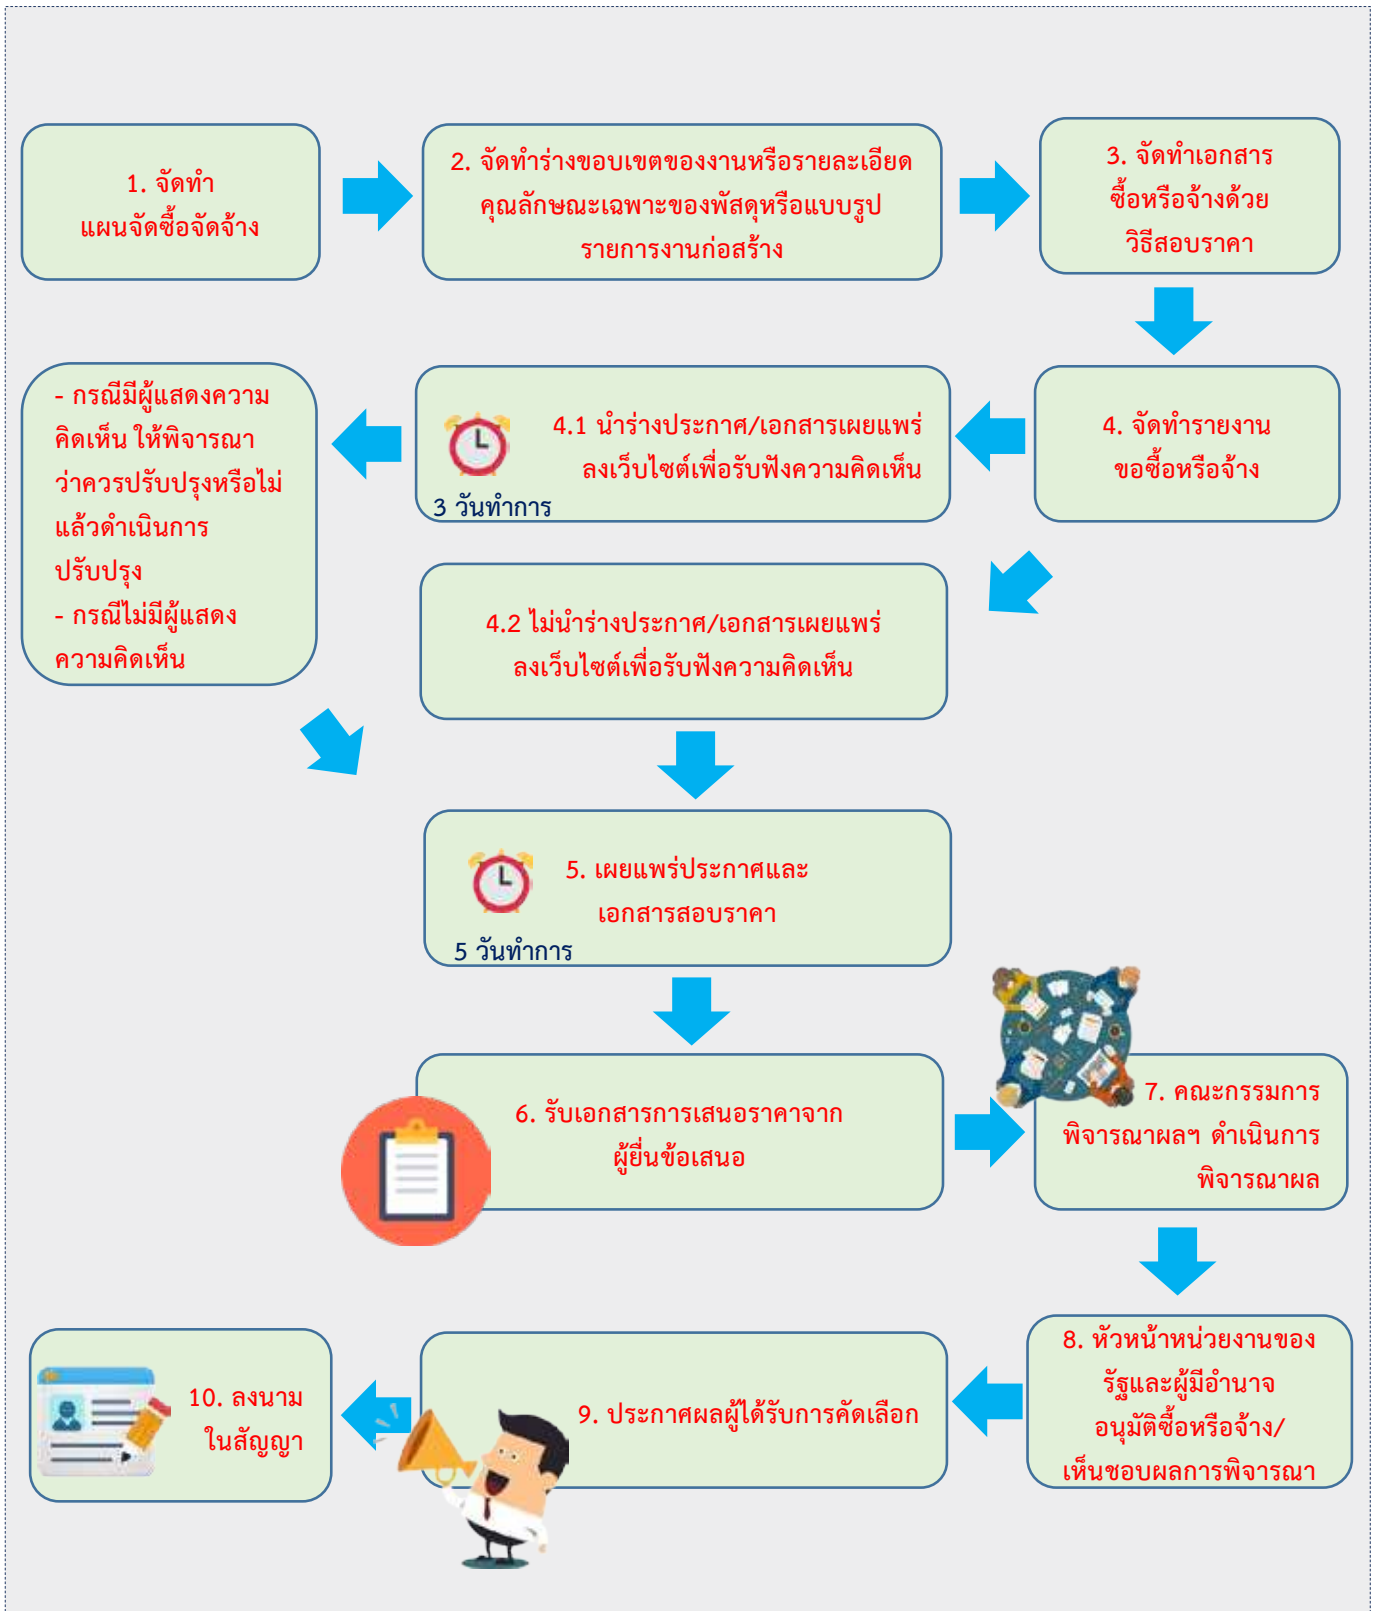 1. จัดทำ
แผนจัดซื้อจัดจ้าง
2. จัดทำร่างขอบเขตของงานหรือรายละเอียด
คุณลักษณะเฉพาะของพัสดุหรือแบบรูป
รายการงานก่อสร้าง
3. จัดทำเอกสาร
ซื้อหรือจ้างด้วย
วิธีสอบราคา
4. จัดทำรายงาน
ขอซื้อหรือจ้าง
4.1 นำร่างประกาศ/เอกสารเผยแพร่
ลงเว็บไซต์เพื่อรับฟังความคิดเห็น
3 วันทำการ
- กรณีมีผู้แสดงความ
คิดเห็น ให้พิจารณา
ว่าควรปรับปรุงหรือไม่
แล้วดำเนินการ
ปรับปรุง
- กรณีไม่มีผู้แสดง
ความคิดเห็น
4.2 ไม่นำร่างประกาศ/เอกสารเผยแพร่
ลงเว็บไซต์เพื่อรับฟังความคิดเห็น
5. เผยแพร่ประกาศและ
เอกสารสอบราคา
5 วันทำการ
6. รับเอกสารการเสนอราคาจาก
ผู้ยื่นข้อเสนอ
7. คณะกรรมการ
พิจารณาผลฯ ดำเนินการ
พิจารณาผล
8. หัวหน้าหน่วยงานของ
รัฐและผู้มีอำนาจ
อนุมัติซื้อหรือจ้าง/
เห็นชอบผลการพิจารณา
9. ประกาศผลผู้ได้รับการคัดเลือก
10. ลงนาม
ในสัญญา